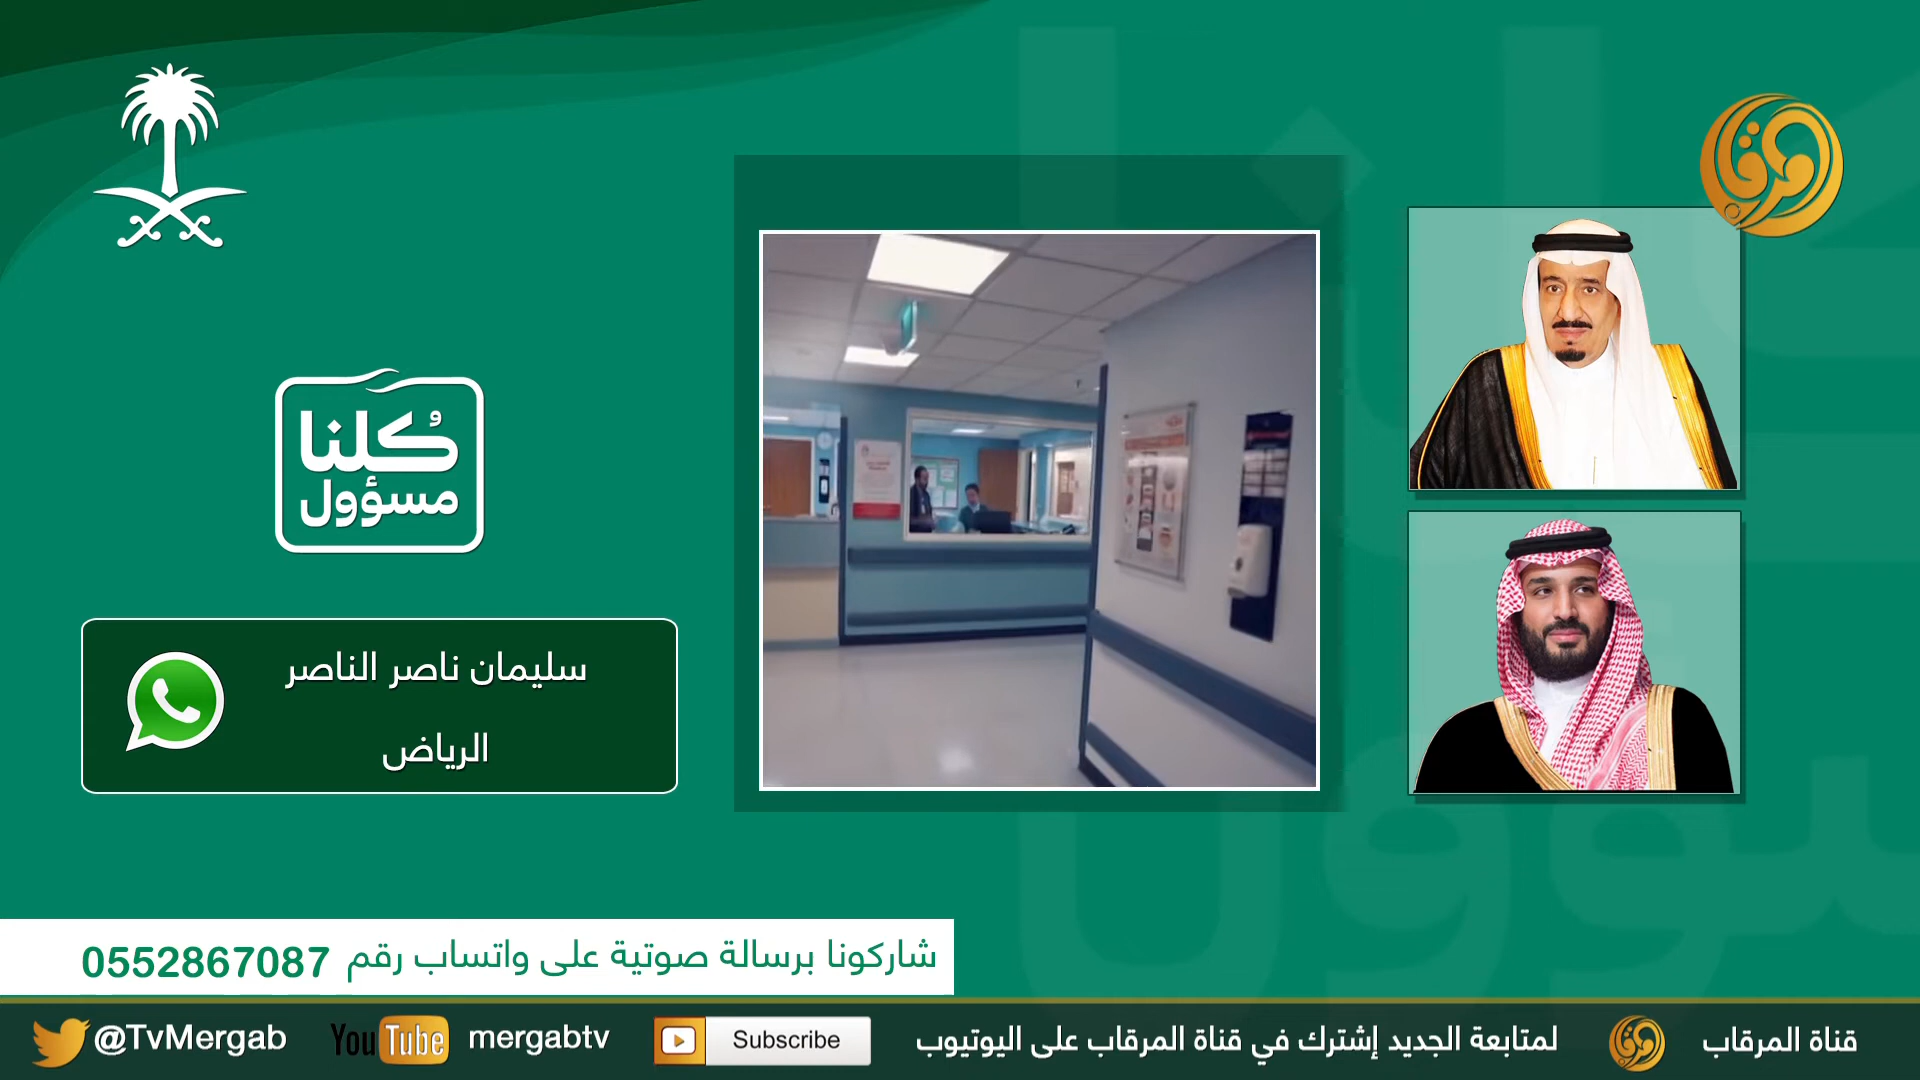 كلنا
مسؤول
سليمان ناصر الناصر
الرياض
شاركونا برسالة صوتية على واتساب رقم 0552867087
@TvMergab
YouTube
mergabtv
Subscribe
لمتابعة الجديد إشترك في قناة المرقاب على اليوتيوب
قناة المرقاب